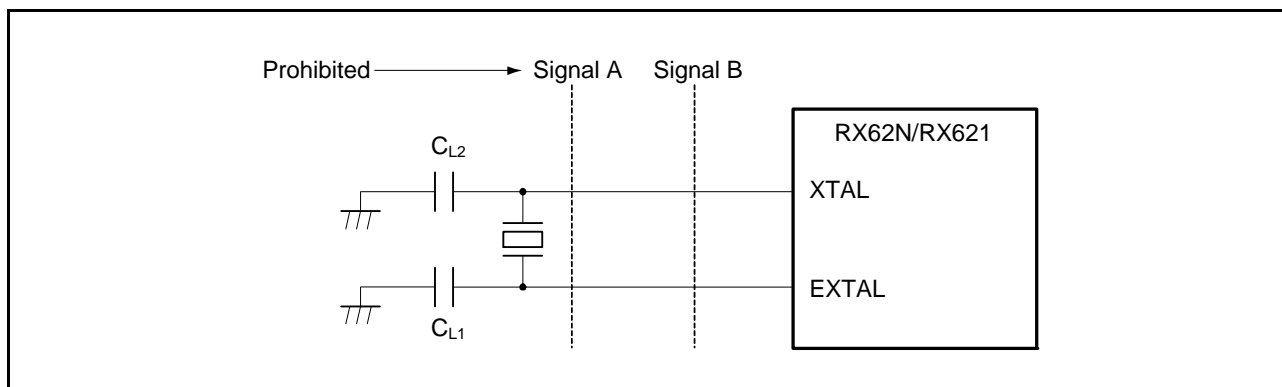 Prohibited Signal A Signal B
RX62N/RX621
CL2
XTAL
EXTAL
CL1